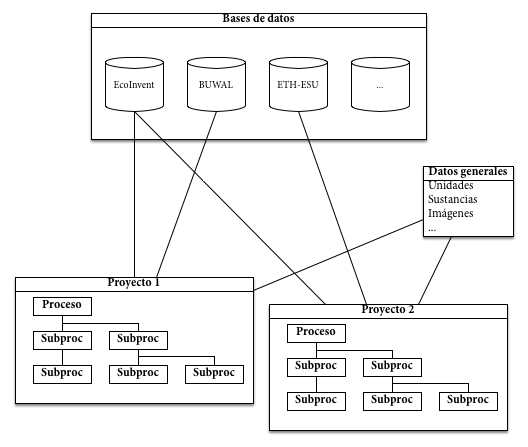 Bases de datos
EcoInvent
BUWAL
ETH-ESU
...
Datos generales
Unidades
Sustancias
Imágenes
...
Proyecto 1
Proceso
Subproc
Subproc
Subproc
Subproc
Subproc
Proyecto 2
Proceso
Subproc
Subproc
Subproc
Subproc
Subproc